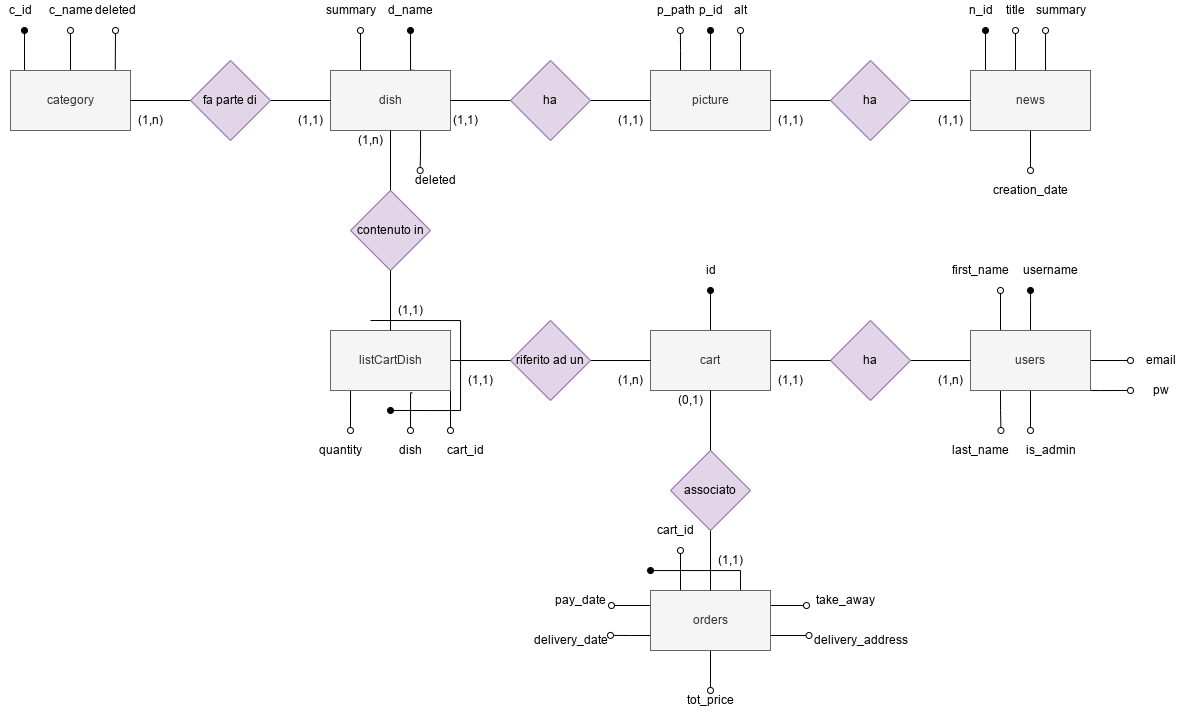 c_id
c_name
deleted
summary
d_name
p_path
p_id
alt
n_id
title
summary
category
fa parte di
dish
ha
picture
ha
news
(1,n)
(1,1)
(1,1)
(1,1)
(1,1)
(1,1)
(1,n)
deleted
creation_date
contenuto in
id
first_name
username
(1,1)
listCartDish
riferito ad un
cart
ha
users
email
(1,1)
(1,n)
(1,1)
(1,n)
pw
(0,1)
quantity
dish
cart_id
last_name
is_admin
associato
cart_id
(1,1)
pay_date
take_away
orders
delivery_date
delivery_address
tot_price